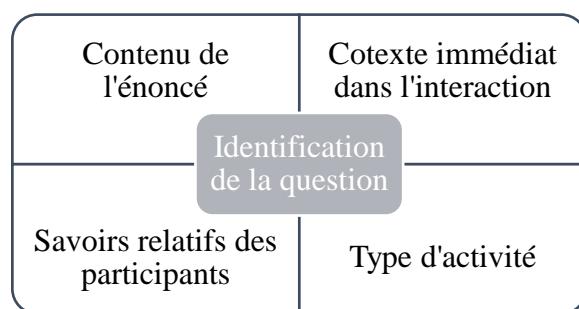 Contenu de
l'énoncé
Cotexte immédiat
dans l'interaction
Identification
de la question
Savoirs relatifs des
participants
Type d'activité